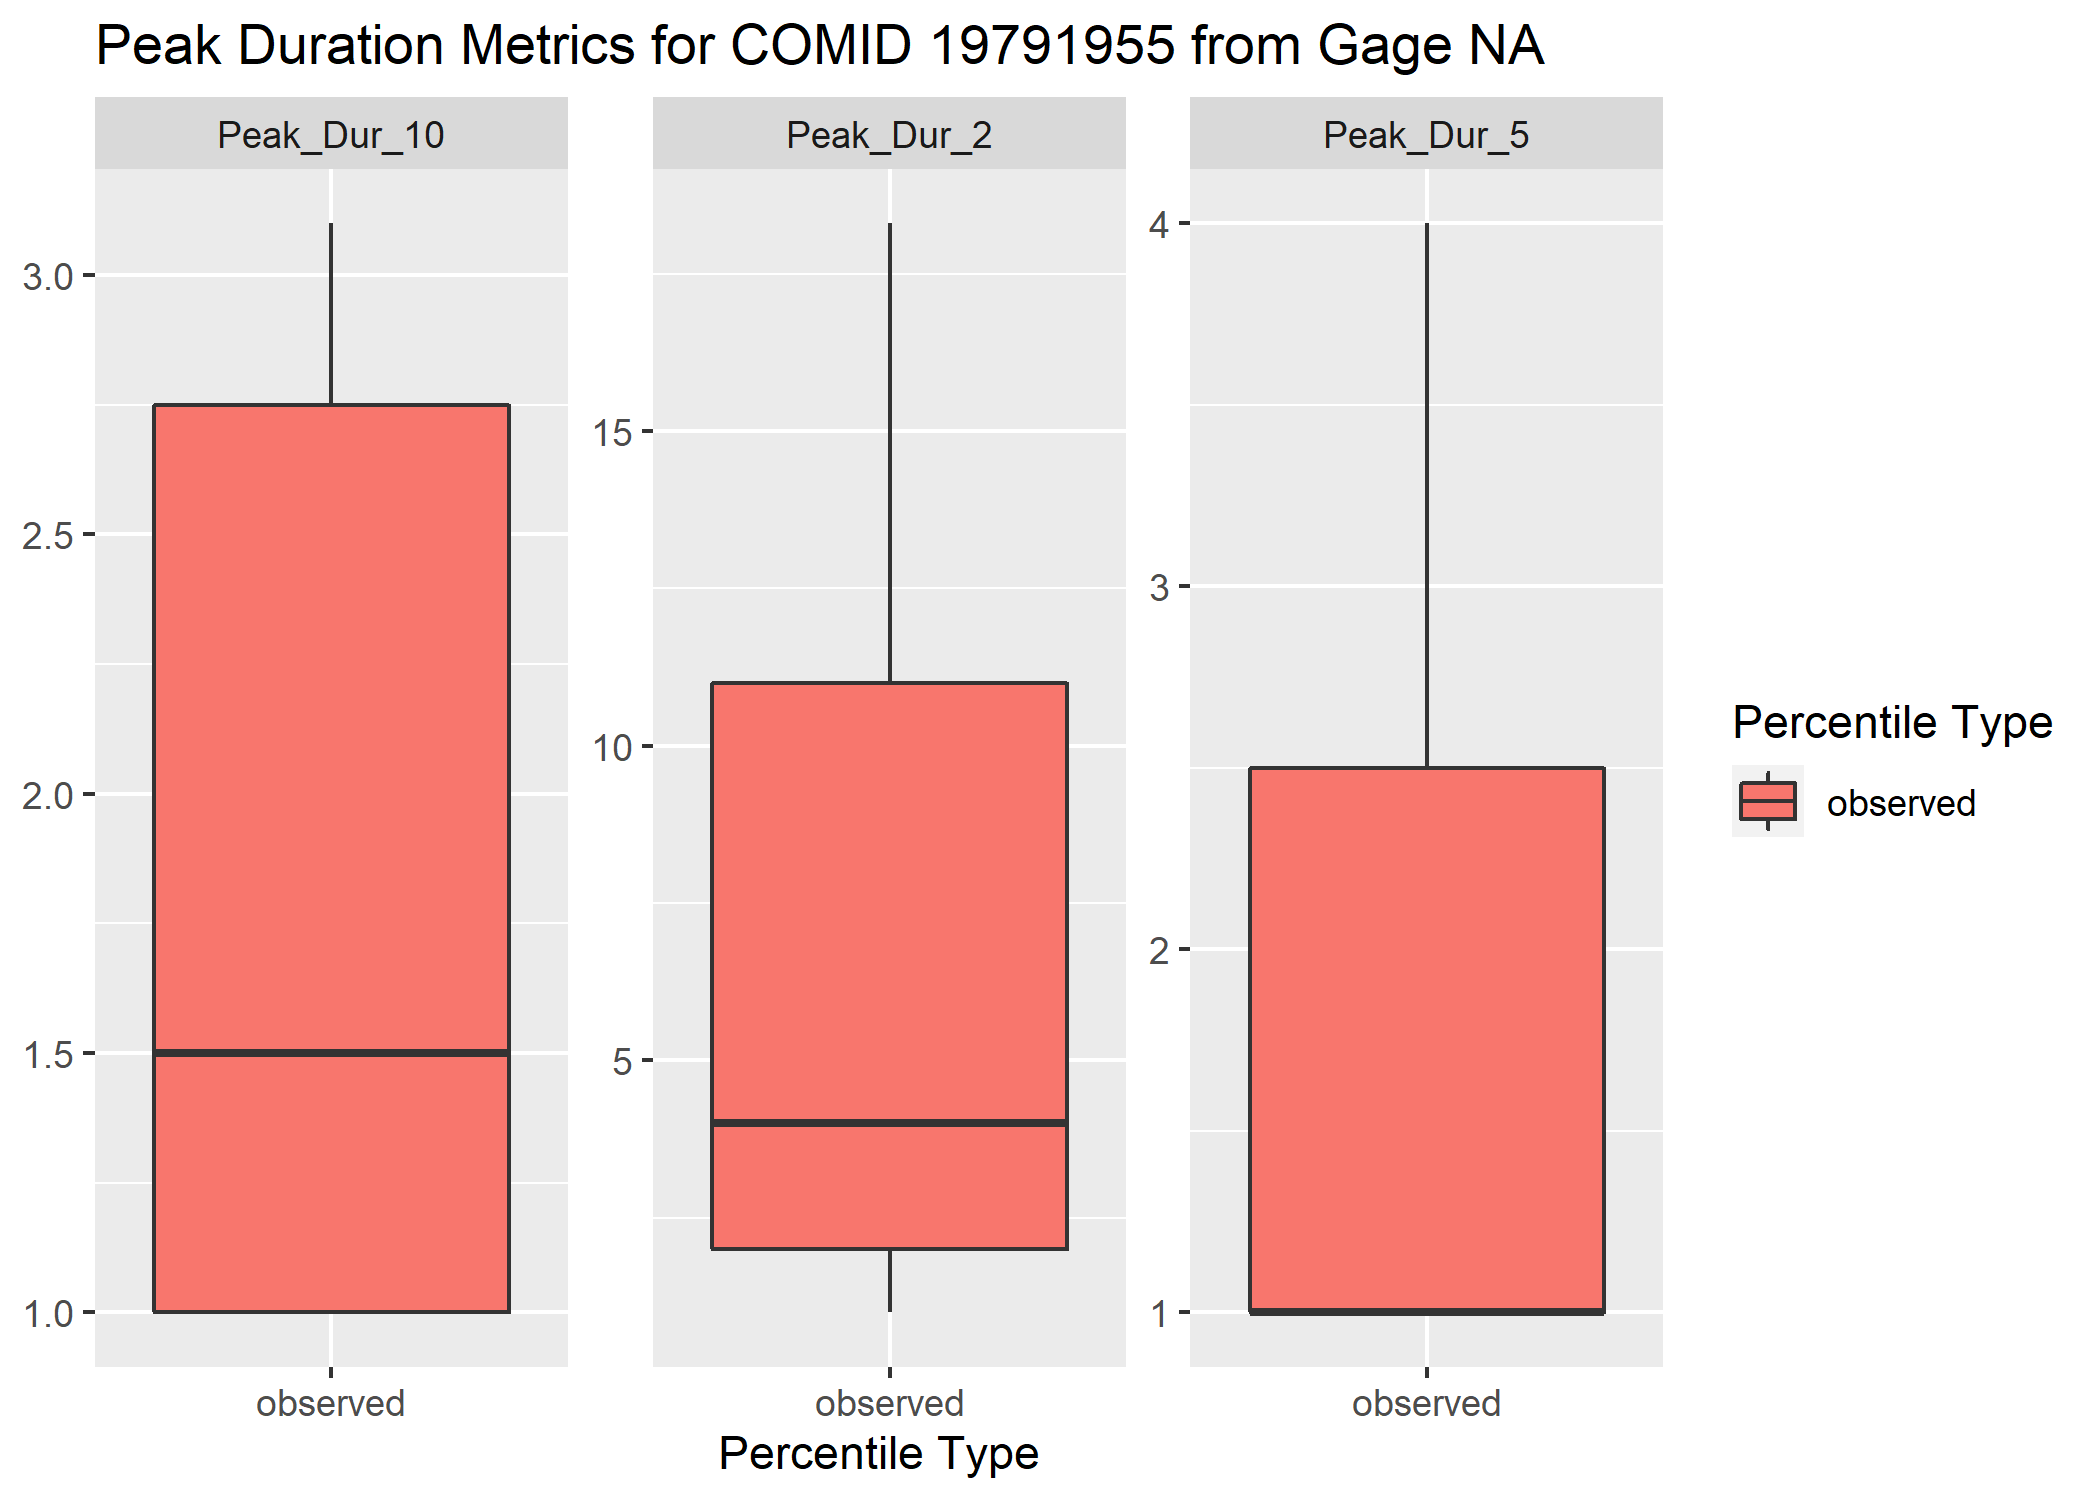 Peak Duration Metrics for COMID 19791955 from Gage NA
Peak_Dur_10
Peak_Dur_2
Peak_Dur_5
3.0
2.5
2.0
1.5
1.0
15
10
5
4
3
2
1
observed
observed
observed
Percentile Type
Percentile Type
observed